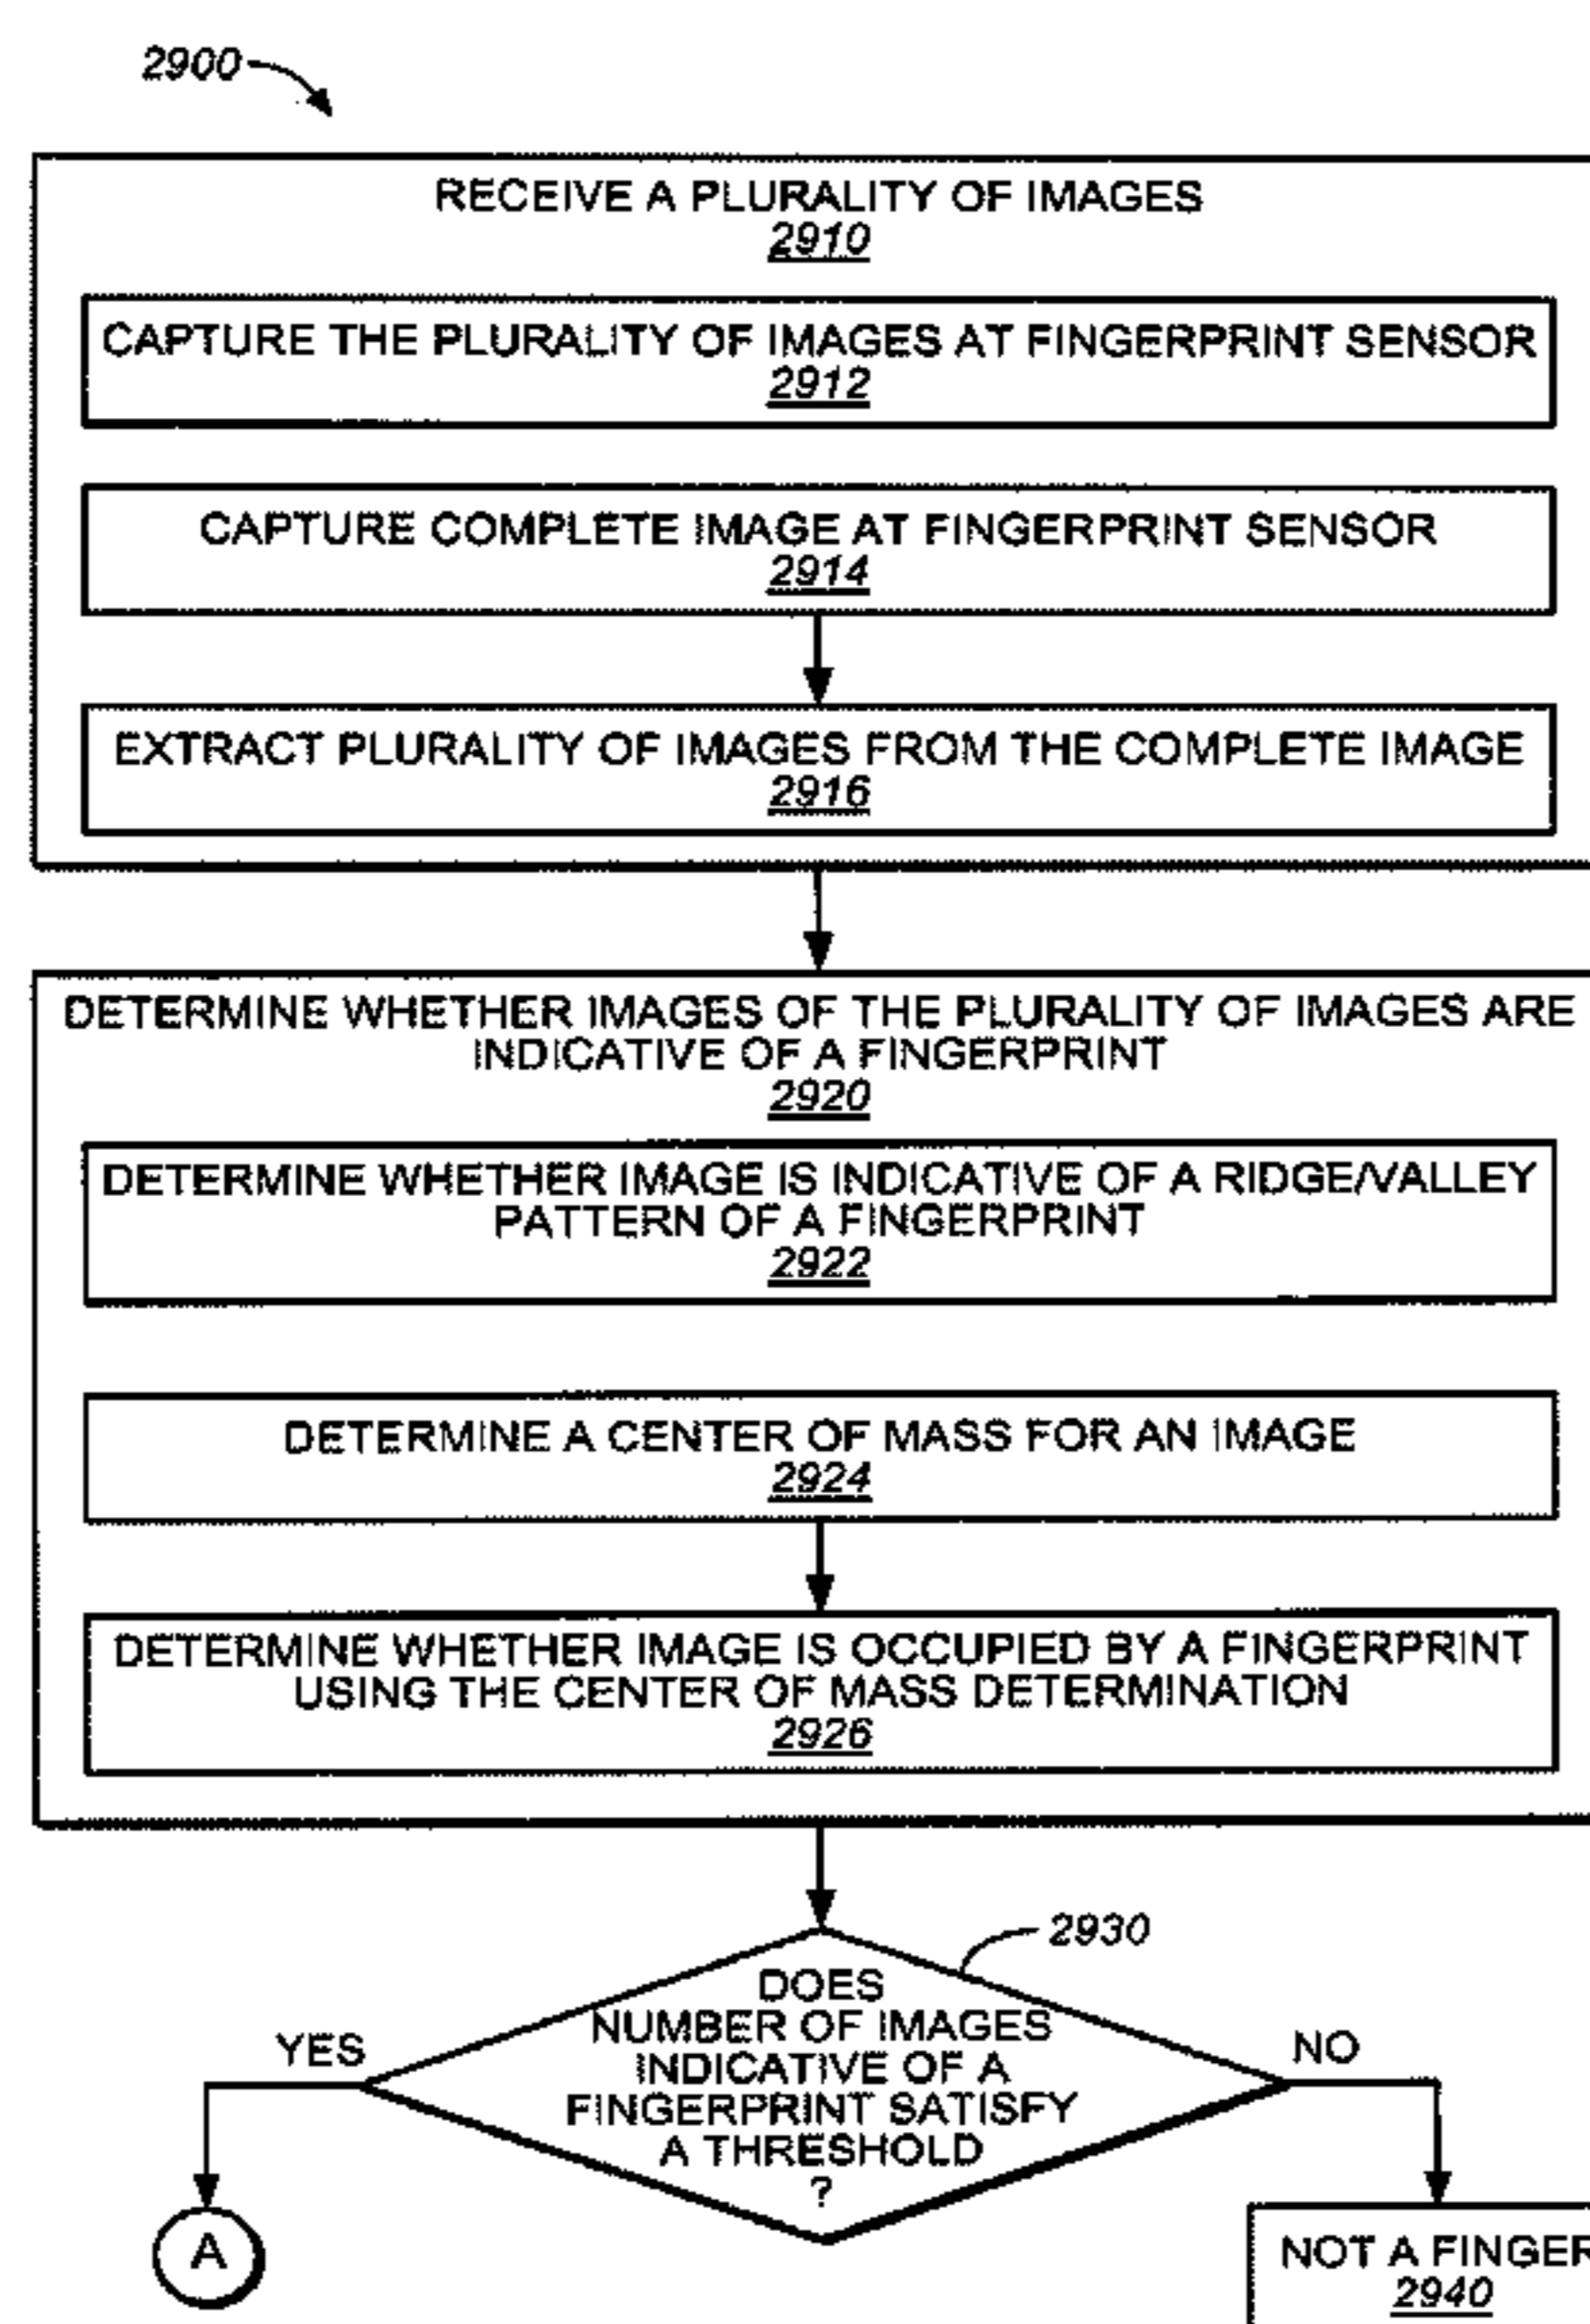 2900
RECEIVE A PLURALITY OF IMAGES
2910
CAPTURE THE PLURALITY OF IMAGES AT FINGERPRINT SENSOR
2912
CAPTURE COMPLETE IMAGE AT FINGERPRINT SENSOR
2914
EXTRACT PLURALITY OF IMAGES FROM THE COMPLETE IMAGE
2916
DETERMINE WHETHER IMAGES OF THE PLURALITY OF IMAGES ARE
INDICATIVE OF A FINGERPRINT
2920
DETERMINE WHETHER IMAGE IS INDICATIVE OF A RIDGE/VALLEY
PATTERN OF A FINGERPRINT
2922
DETERMINE A CENTER OF MASS FOR AN IMAGE
2924
DETERMINE WHETHER IMAGE IS OCCUPIED BY A FINGERPRINT
USING THE CENTER OF MASS DETERMINATION
2926
2930
DOES
NUMBER OF IMAGES
INDICATIVE OF A
FINGERPRINT SATISFY
A THRESHOLD
?
YES
NO
A
NOT A FINGER
2940